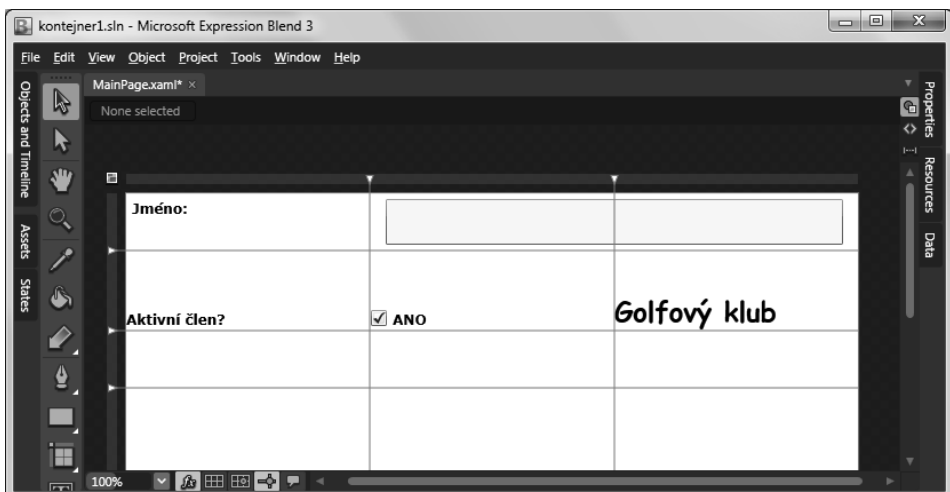 kontejner1.sln - Microsoft Expression Blend 3
File Edit View Object Project Tools Window Help
MainPage.xaml* ×
None selected
Objects and Timeline
Assets
States
Properties
Resources
Data
Jméno:
Aktivní člen?
ANO
Golfový klub
100%